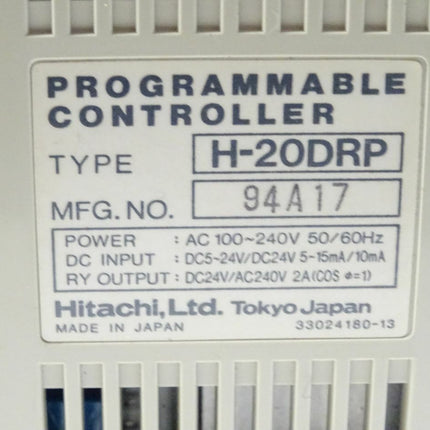 PROGRAMMABLE
CONTROLLER
TYPE H-20DRP
MFG. NO. 94A17
POWER : AC 100~240V 50/60Hz
DC INPUT : DC5-24V/DC24V 5-15mA/10mA
RY OUTPUT : DC24V/AC240V 2A(COS ϕ=1)
Hitachi, Ltd. Tokyo Japan
MADE IN JAPAN 33024180-13